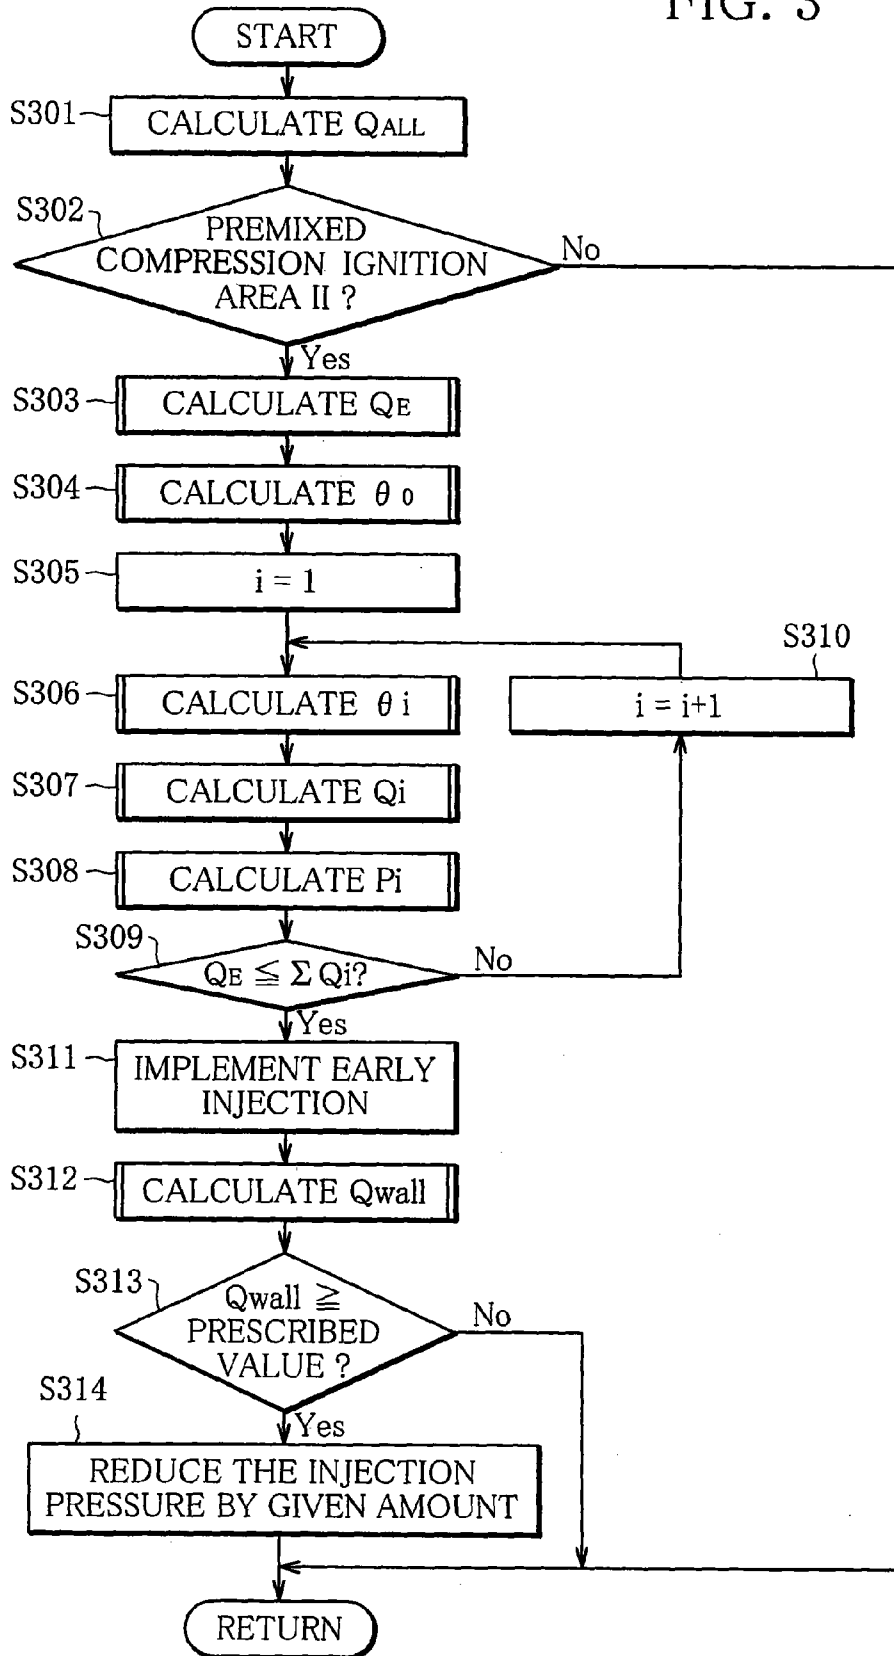 FIG. 3
START
S301
CALCULATE QALL
S302
PREMIXED
COMPRESSION IGNITION
AREA II ?
No
Yes
S303
CALCULATE QE
S304
CALCULATE θ0
S305
i = 1
S310
i = i+1
S306
CALCULATE θi
S307
CALCULATE Qi
S308
CALCULATE Pi
S309
QE ≦ Σ Qi?
No
Yes
S311
IMPLEMENT EARLY
INJECTION
S312
CALCULATE Qwall
S313
Qwall ≧
PRESCRIBED
VALUE ?
No
Yes
S314
REDUCE THE INJECTION
PRESSURE BY GIVEN AMOUNT
RETURN